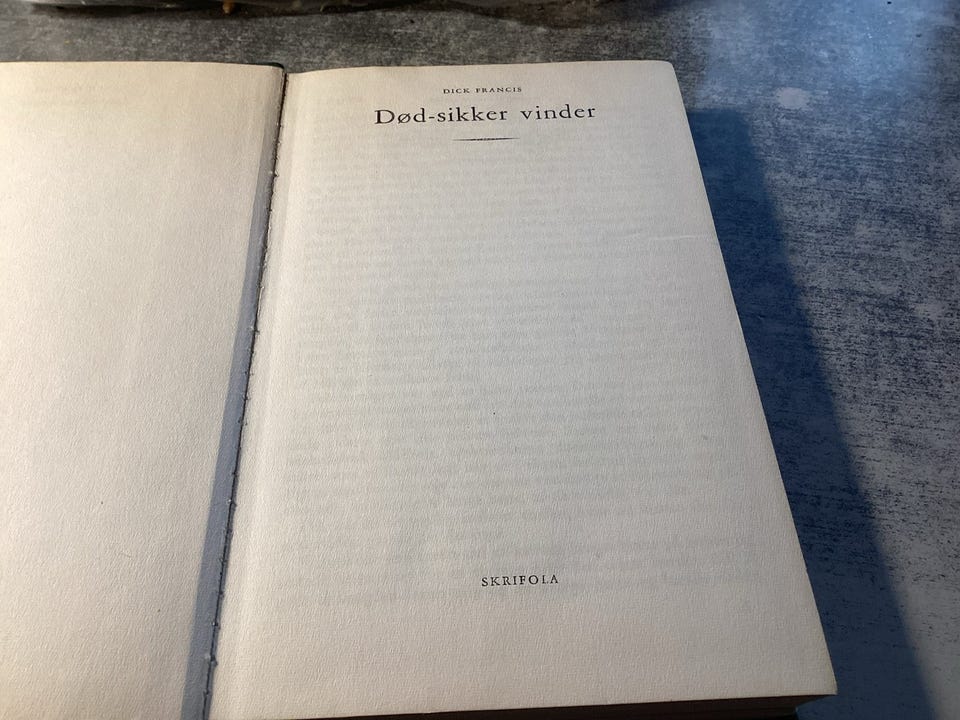 DICK FRANCIS
Død-sikker vinder
SKRIFOLA